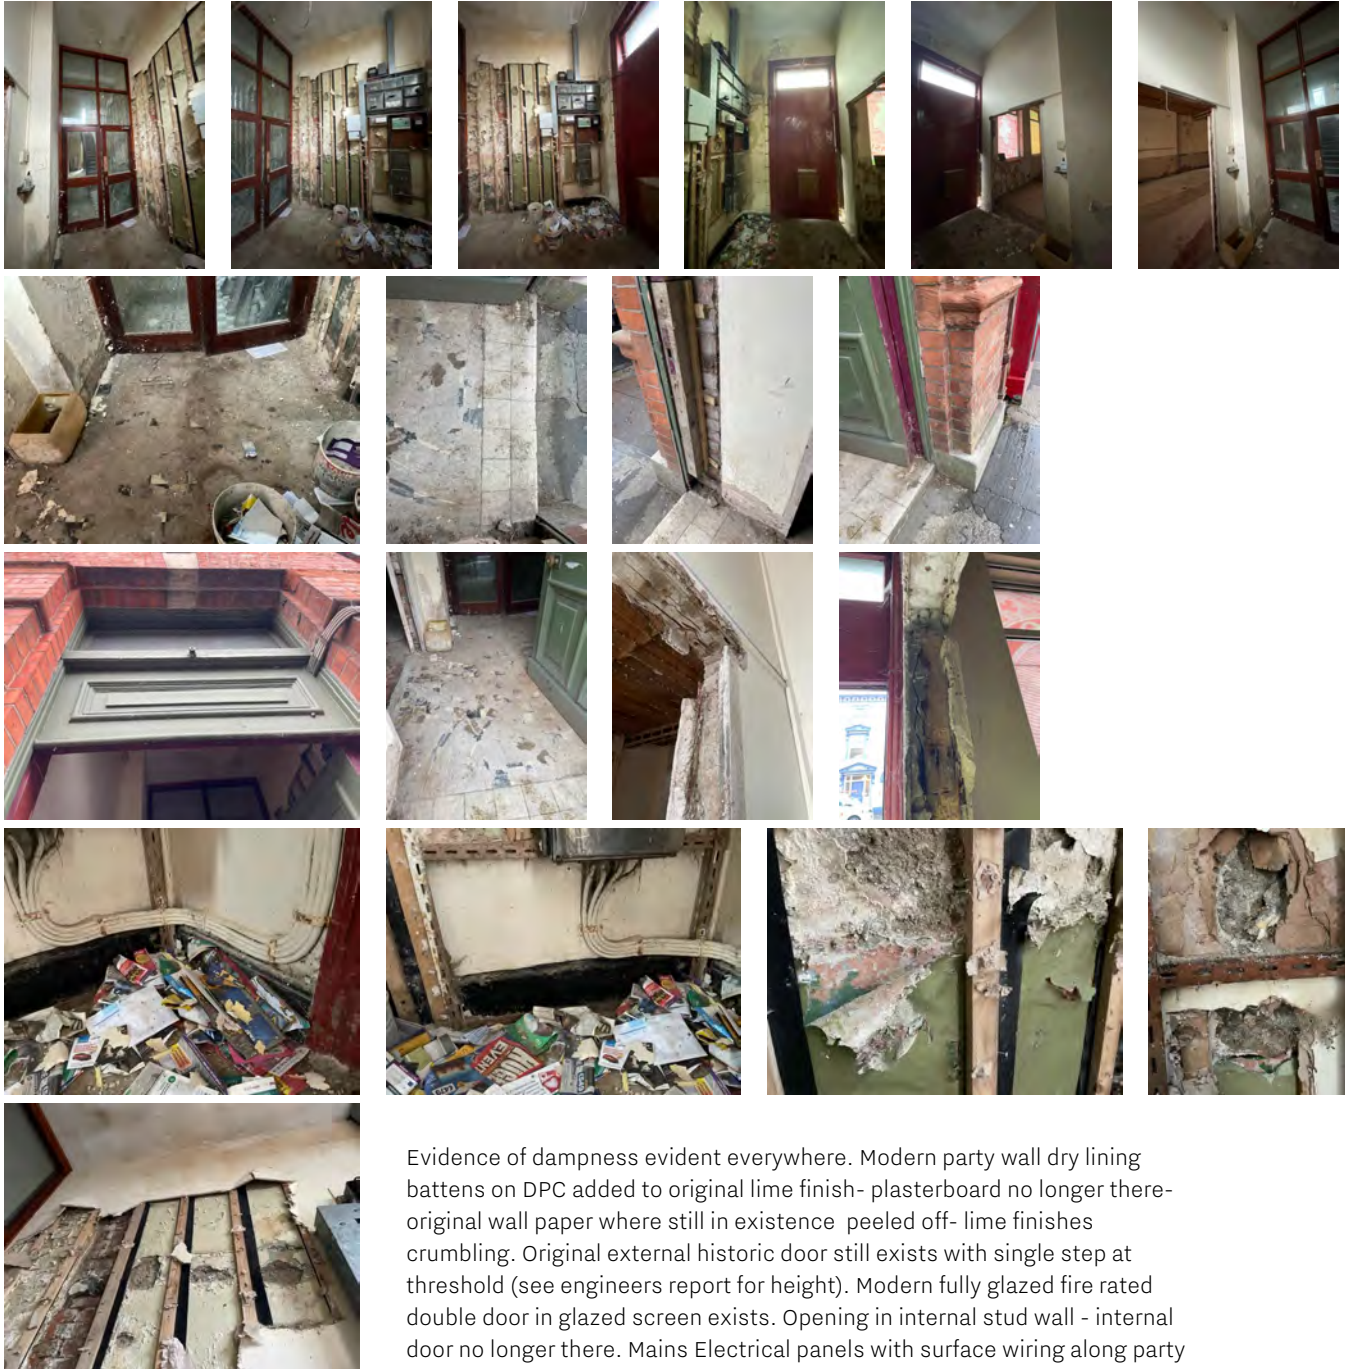 Evidence of dampness evident everywhere. Modern party wall dry lining
battens on DPC added to original lime finish- plasterboard no longer there-
original wall paper where still in existence peeled off- lime finishes
crumbling. Original external historic door still exists with single step at
threshold (see engineers report for height). Modern fully glazed fire rated
double door in glazed screen exists. Opening in internal stud wall - internal
door no longer there. Mains Electrical panels with surface wiring along party